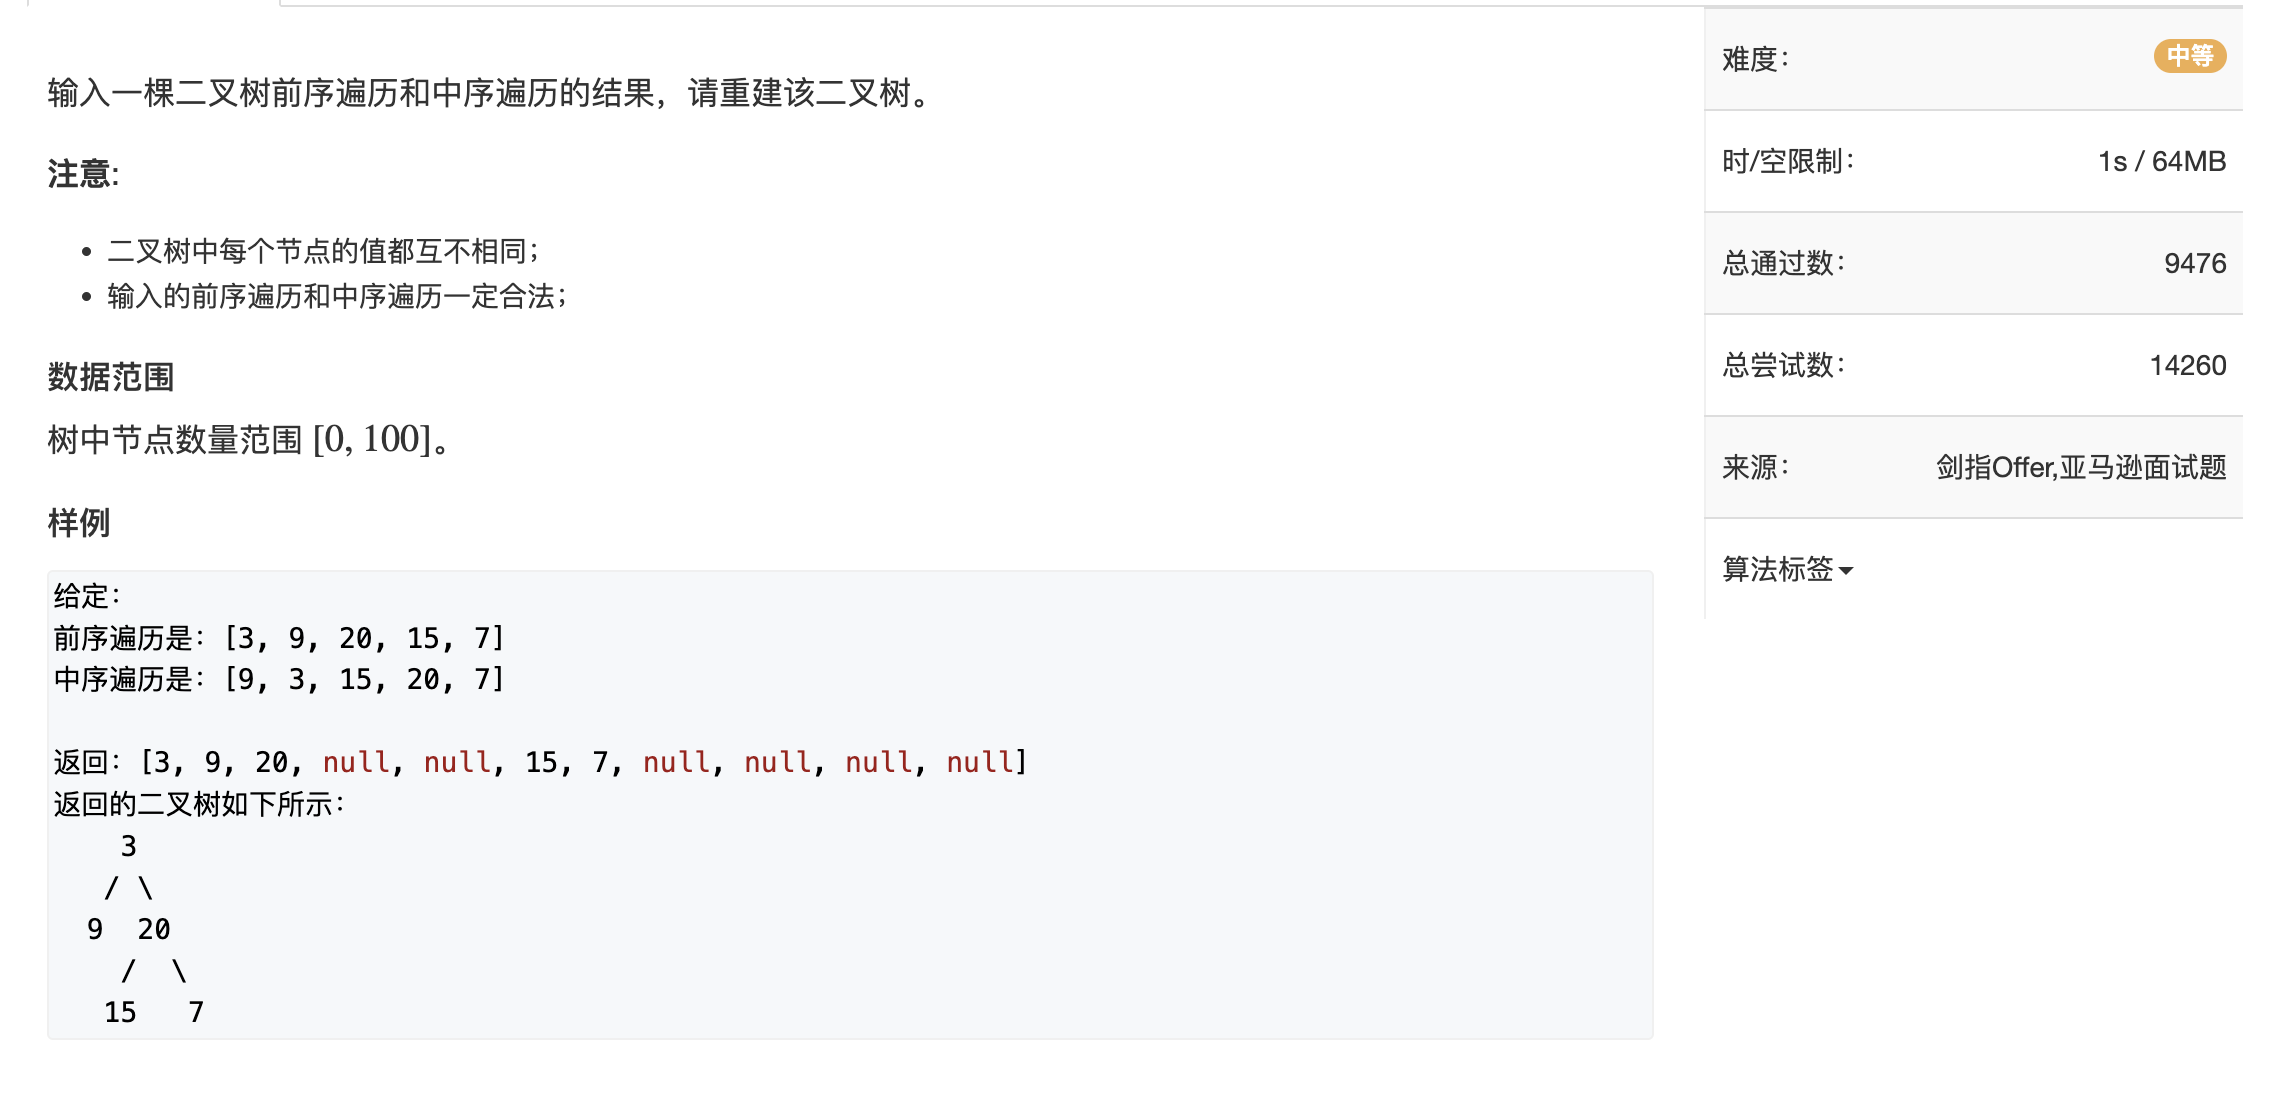 输入一棵二叉树前序遍历和中序遍历的结果，请重建该二叉树。
注意:
• 二叉树中每个节点的值都互不相同；
• 输入的前序遍历和中序遍历一定合法；
数据范围
树中节点数量范围 [0, 100]。
样例
给定：
前序遍历是：[3, 9, 20, 15, 7]
中序遍历是：[9, 3, 15, 20, 7]
返回：[3, 9, 20, null, null, 15, 7, null, null, null, null]
返回的二叉树如下所示：
    3
   / \
  9  20
    /  \
   15   7
难度： 中等
时/空限制： 1s / 64MB
总通过数： 9476
总尝试数： 14260
来源： 剑指Offer,亚马逊面试题
算法标签